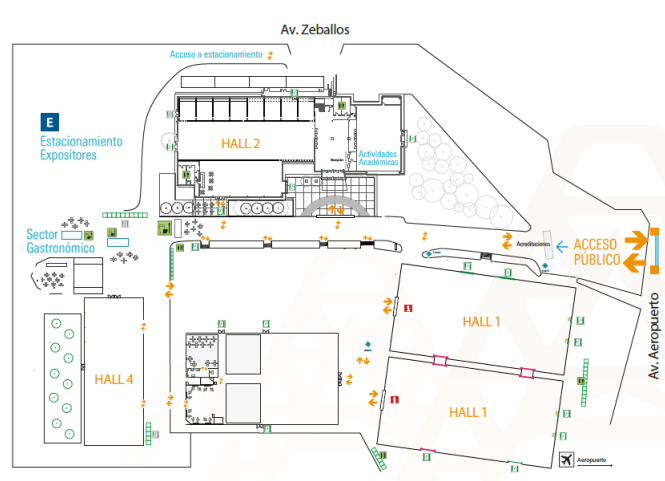 Av. Zeballos
Acceso a estacionamiento
E
Estacionamiento
Expositores
HALL 2
Actividades
Académicas
Sector
Gastronómico
Acreditaciones
ACCESO
PÚBLICO
Av. Aeropuerto
HALL 1
HALL 4
HALL 1
Aeropuerto